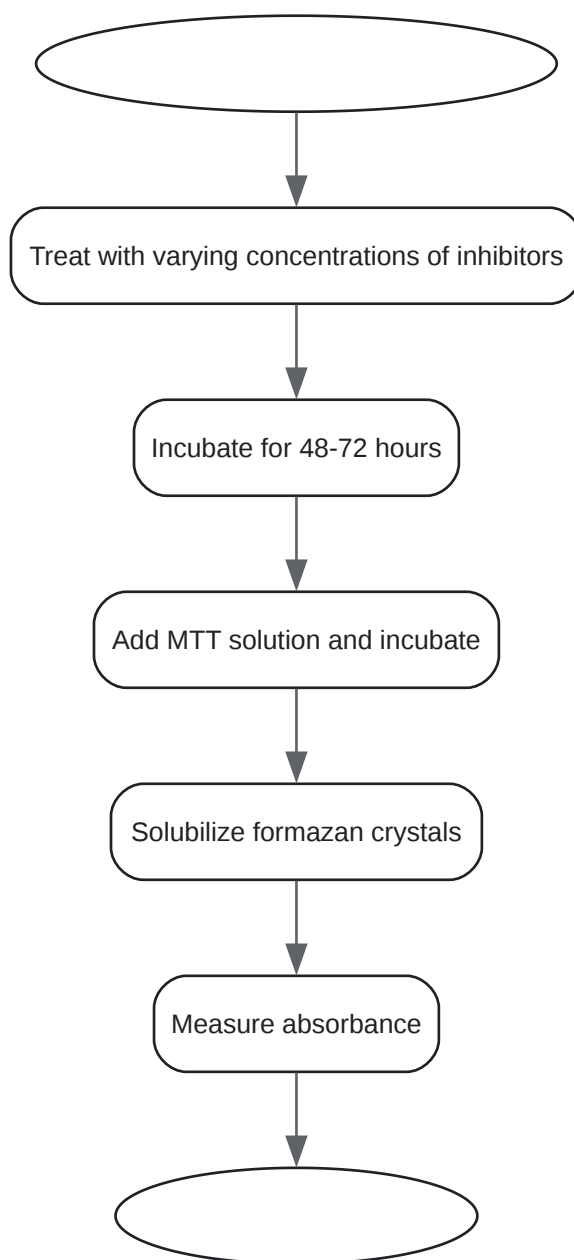 Treat with varying concentrations of inhibitors
Incubate for 48-72 hours
Add MTT solution and incubate
Solubilize formazan crystals
Measure absorbance